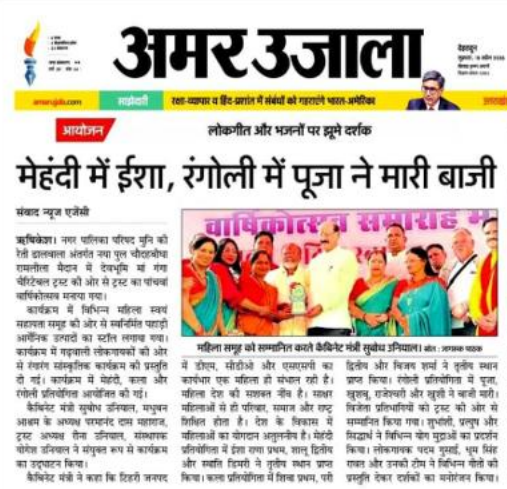 अमर उजाला
देहरादून
amarujala.com
साझेदारी
रक्षा-व्यापार व हिंद-प्रशांत में संबंधों को गहराएंगे भारत-अमेरिका
आयोजन
लोकगीत और भजनों पर झूमे दर्शक
मेहंदी में ईशा, रंगोली में पूजा ने मारी बाजी
संवाद न्यूज एजेंसी
ऋषिकेश। नगर पालिका परिषद मुनि की
रेती ढालवाला अंतर्गत नया पुल चौदहबीघा
रामलीला मैदान में देवभूमि मां गंगा
चैरिटेबल ट्रस्ट की ओर से ट्रस्ट का पांचवा
वार्षिकोत्सव मनाया गया।
कार्यक्रम में विभिन्न महिला स्वयं
सहायता समूह की ओर से स्वनिर्मित पहाड़ी
आर्गेनिक उत्पादों का स्टॉल लगाया गया।
कार्यक्रम में गढ़वाली लोकगायकों की ओर
से रंगारंग सांस्कृतिक कार्यक्रम की प्रस्तुति
दी गई। कार्यक्रम में मेहंदी, कला और
रंगोली प्रतियोगिता आयोजित की गई।
कैबिनेट मंत्री सुबोध उनियाल, मधुबन
आश्रम के अध्यक्ष परमानंद दास महाराज,
ट्रस्ट अध्यक्ष रीना उनियाल, संस्थापक
योगेश उनियाल ने संयुक्त रूप से कार्यक्रम
का उद्घाटन किया।
कैबिनेट मंत्री ने कहा कि टिहरी जनपद
वार्षिकोत्सव समारोह
महिला समूह को सम्मानित करते कैबिनेट मंत्री सुबोध उनियाल। स्रोत : जागरूक पाठक
में डीएम, सीडीओ और एसएसपी का
कार्यभार एक महिला ही संभाल रही है।
महिला देश की सशक्त नींव है। साक्षर
महिलाओं से ही परिवार, समाज और राष्ट्र
शिक्षित होता है। देश के विकास में
महिलाओं का योगदान अतुलनीय है। मेहंदी
प्रतियोगिता में ईशा राणा प्रथम, शालू द्वितीय
और स्वाति डिमरी ने तृतीय स्थान प्राप्त
किया। कला प्रतियोगिता में शिवा प्रथम, परी
द्वितीय और विजय शर्मा ने तृतीय स्थान
प्राप्त किया। रंगोली प्रतियोगिता में पूजा,
खुशबू, राजेश्वरी और खुशी ने बाजी मारी।
विजेता प्रतिभागियों को ट्रस्ट की ओर से
सम्मानित किया गया। शुभांशी, प्रत्युष और
सिद्धार्थ ने विभिन्न योग मुद्राओं का प्रदर्शन
किया। लोकगायक पदम गुसाईं, धूम सिंह
रावत और उनकी टीम ने विभिन्न गीतों की
प्रस्तुति देकर दर्शकों का मनोरंजन किया।